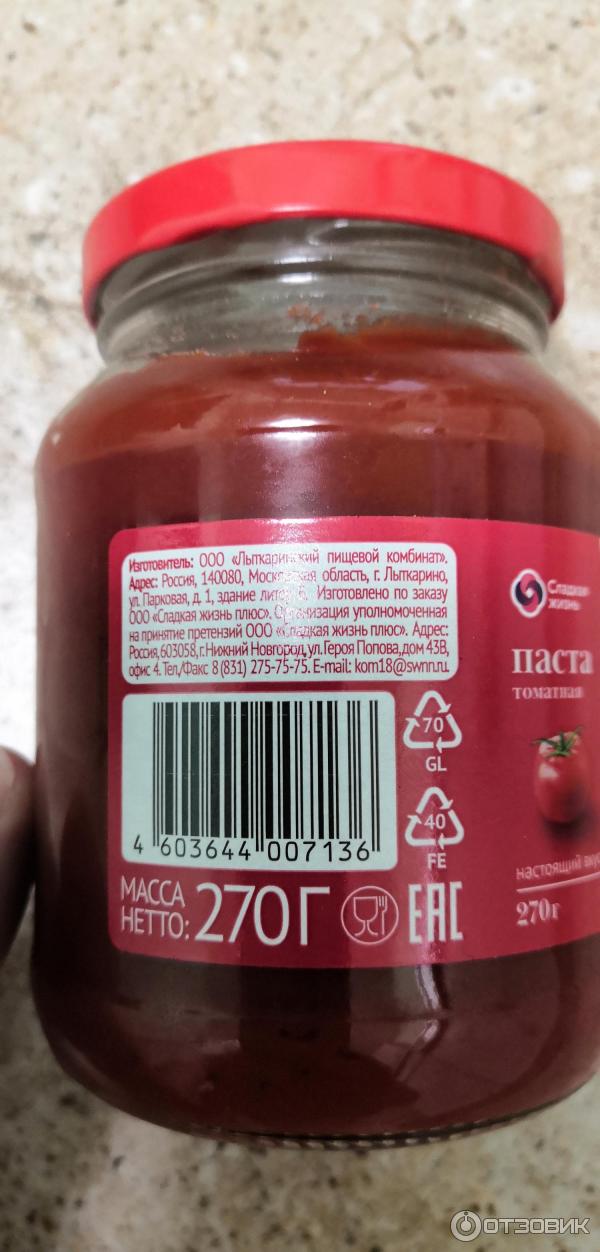 Изготовитель: ООО «Лыткаринский пищевой комбинат».
Адрес: Россия, 140080, Московская область, г. Лыткарино,
ул. Парковая, д. 1, здание литор Б. Изготовлено по заказу
ООО «Сладкая жизнь плюс». Организация уполномоченная
на принятие претензий ООО «Сладкая жизнь плюс». Адрес:
Россия,603058,г.Нижний Новгород,ул.Героя Попова,дом 43В,
офис 4. Тел./Факс 8 (831) 275-75-75. E-mail: kom18@swnn.ru.
4 603644 007136
70
GL
40
FE
МАССА
НЕТТО: 270 Г
EAC
Сладкая
жизнь
паста
томатная
настоящий вкус
270 г
ОТЗОВИК